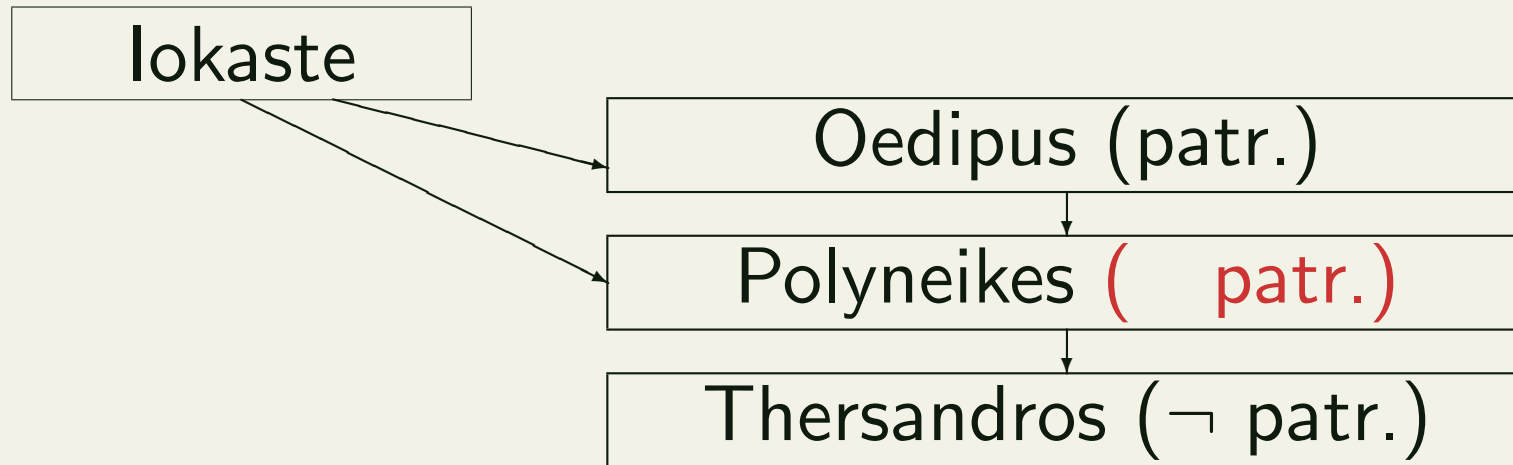 Iokaste
Oedipus (patr.)
Polyneikes ( patr.)
Thersandros (¬ patr.)